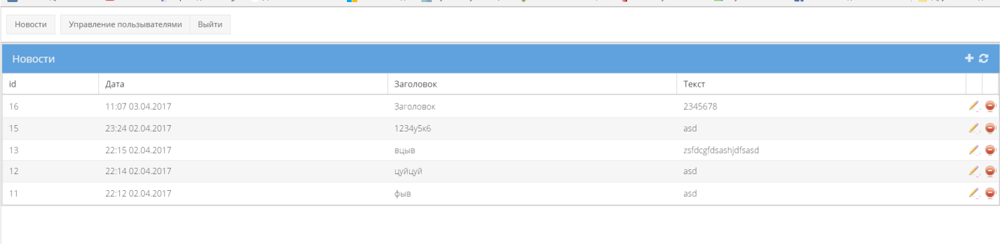 Новости Управление пользывателями Выйти
Новости
id Дата Заголовок Текст
16 11:07 03.04.2017 Заголовок 2345678
15 23:24 02.04.2017 1234у5к6 asd
13 22:15 02.04.2017 вцыв zsfdcgfdsashjdfsasd
12 22:14 02.04.2017 цуйцуй asd
11 22:12 02.04.2017 фыв asd